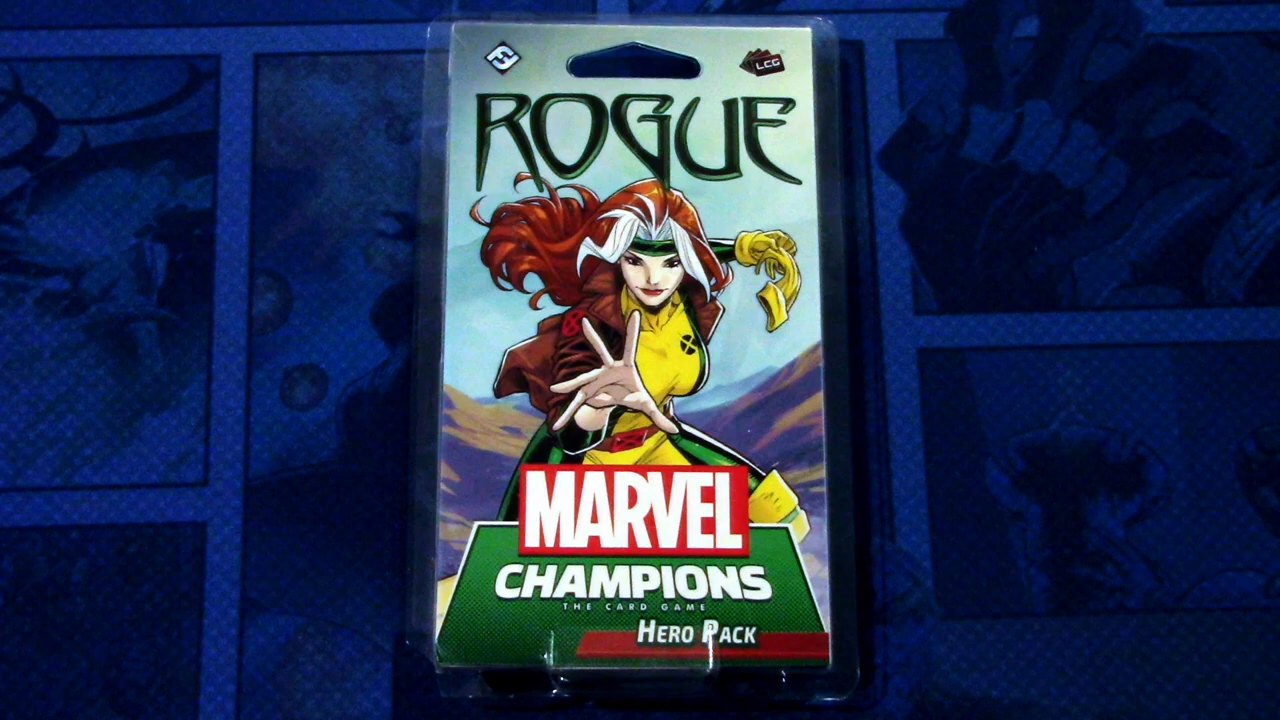 LCG
ROGUE
MARVEL
CHAMPIONS
THE CARD GAME
HERO PACK